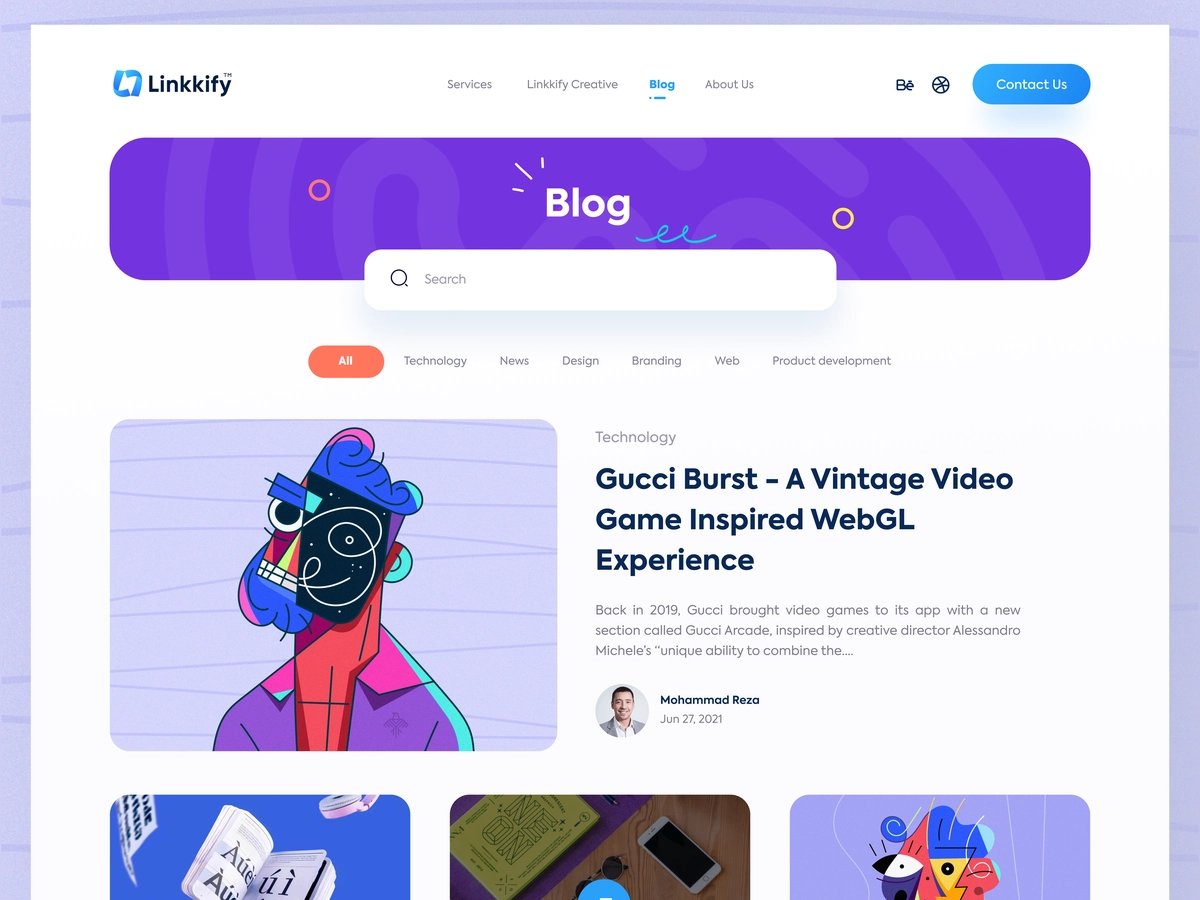 Linkkify™
Services
Linkkify Creative
Blog
About Us
Bē
Contact Us
Blog
Search
All
Technology
News
Design
Branding
Web
Product development
Technology
Gucci Burst - A Vintage Video
Game Inspired WebGL
Experience
Back in 2019, Gucci brought video games to its app with a new
section called Gucci Arcade, inspired by creative director Alessandro
Michele's “unique ability to combine the....
Mohammad Reza
Jun 27, 2021
NEON